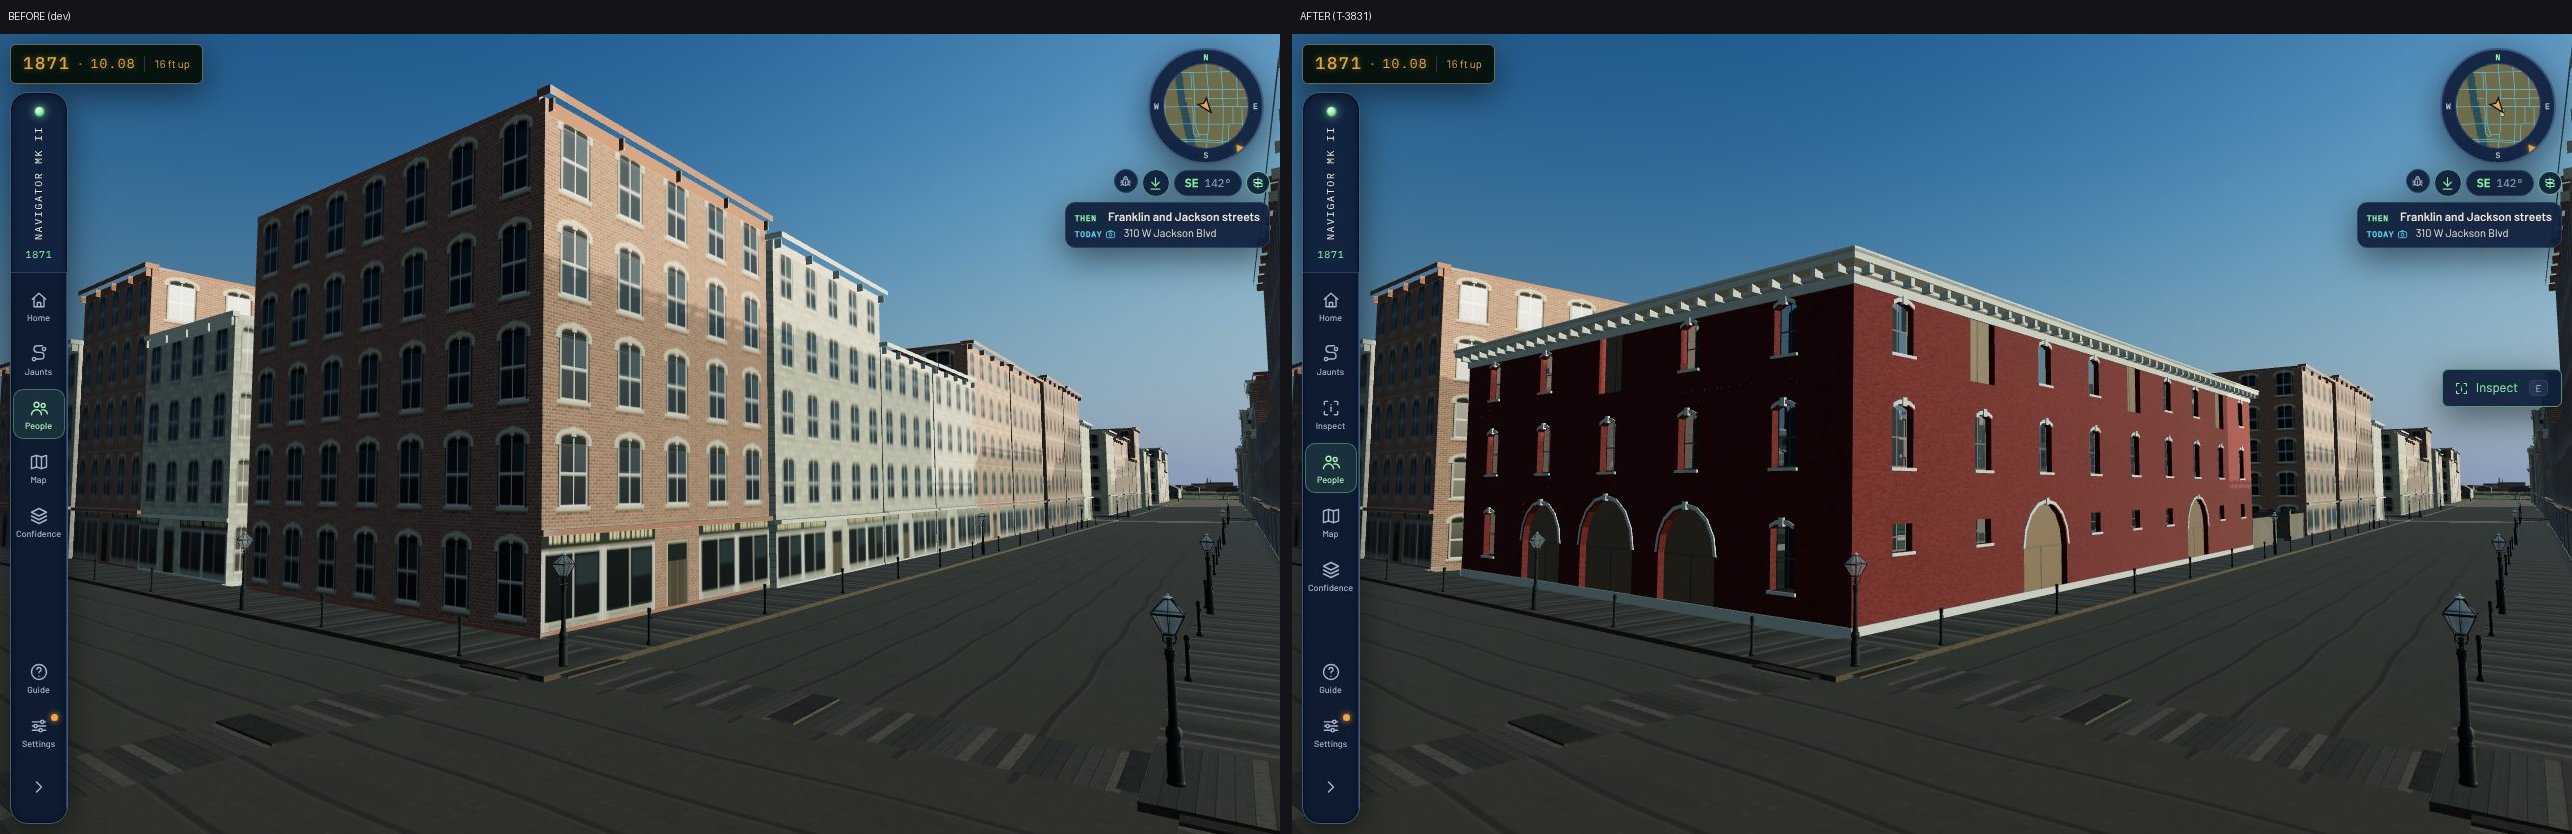 BEFORE (dev)
1871 · 10.08 16 ft up
NAVIGATOR MK II
1871
Home
Jaunts
People
Map
Confidence
Guide
Settings
N
W E
S
SE 142°
THEN Franklin and Jackson streets
TODAY 310 W Jackson Blvd
AFTER (T-3831)
1871 · 10.08 16 ft up
NAVIGATOR MK II
1871
Home
Jaunts
Inspect
People
Map
Confidence
Guide
Settings
N
W E
S
SE 142°
THEN Franklin and Jackson streets
TODAY 310 W Jackson Blvd
Inspect E